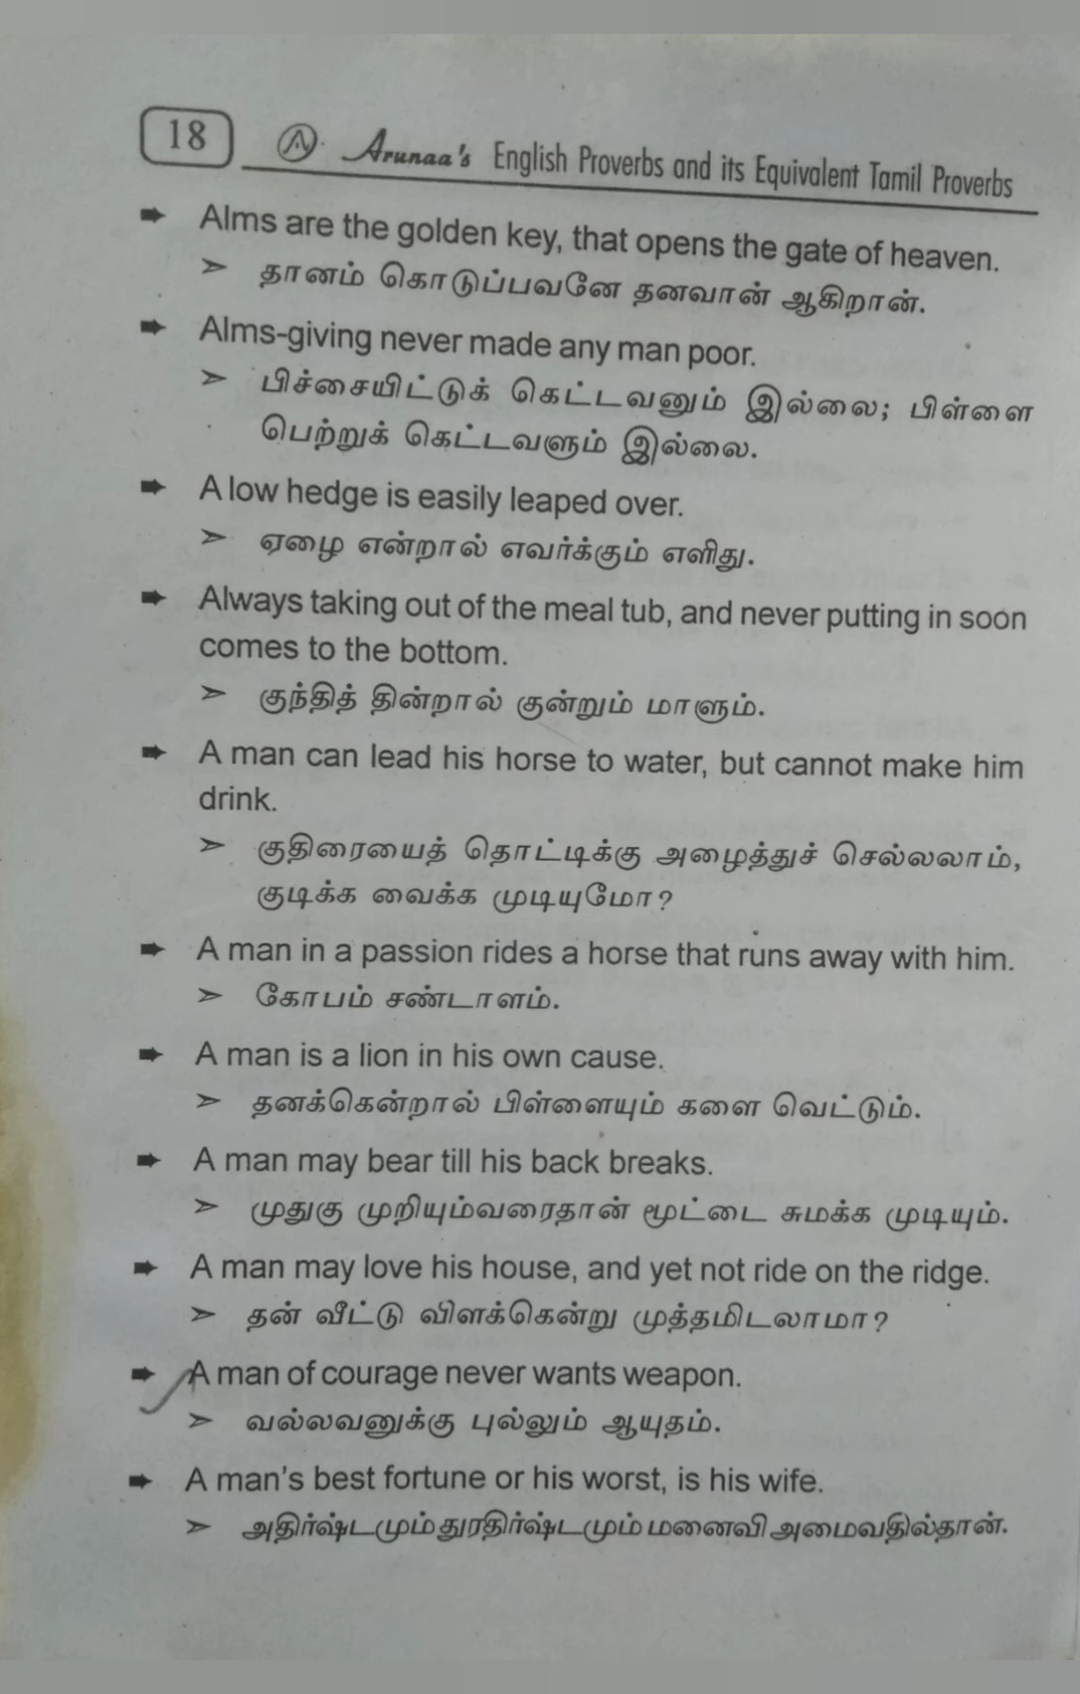 18 Arunaa's English Proverbs and its Equivalent Tamil Proverbs
Alms are the golden key, that opens the gate of heaven.
தானம் கொடுப்பவனே தனவான் ஆகிறான்.
Alms-giving never made any man poor.
பிச்சையிட்டுக் கெட்டவனும் இல்லை; பிள்ளை
பெற்றுக் கெட்டவளும் இல்லை.
A low hedge is easily leaped over.
ஏழை என்றால் எவர்க்கும் எளிது.
Always taking out of the meal tub, and never putting in soon
comes to the bottom.
குந்தித் தின்றால் குன்றும் மாளும்.
A man can lead his horse to water, but cannot make him
drink.
குதிரையைத் தொட்டிக்கு அழைத்துச் செல்லலாம்,
குடிக்க வைக்க முடியுமோ?
A man in a passion rides a horse that runs away with him.
கோபம் சண்டாளம்.
A man is a lion in his own cause.
தனக்கென்றால் பிள்ளையும் களை வெட்டும்.
A man may bear till his back breaks.
முதுகு முறியும்வரைதான் மூட்டை சுமக்க முடியும்.
A man may love his house, and yet not ride on the ridge.
தன் வீட்டு விளக்கென்று முத்தமிடலாமா?
A man of courage never wants weapon.
வல்லவனுக்கு புல்லும் ஆயுதம்.
A man's best fortune or his worst, is his wife.
அதிர்ஷ்டமும் துரதிர்ஷ்டமும் மனைவி அமைவதில்தான்.